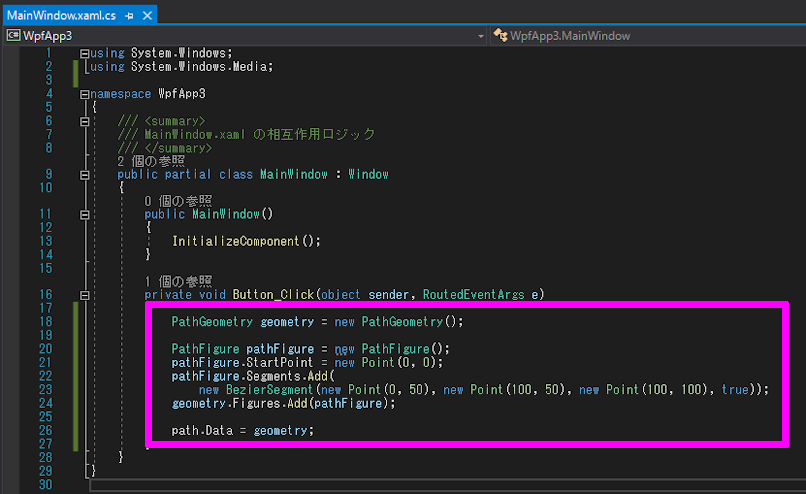 MainWindow.xaml.cs
WpfApp3 WpfApp3.MainWindow
1 using System.Windows;
2 using System.Windows.Media;
3
4 namespace WpfApp3
5 {
6 /// <summary>
7 /// MainWindow.xaml の相互作用ロジック
8 /// </summary>
2 個の参照
9 public partial class MainWindow : Window
10 {
0 個の参照
11 public MainWindow()
12 {
13 InitializeComponent();
14 }
15
1 個の参照
16 private void Button_Click(object sender, RoutedEventArgs e)
17
18 PathGeometry geometry = new PathGeometry();
19
20 PathFigure pathFigure = new PathFigure();
21 pathFigure.StartPoint = new Point(0, 0);
22 pathFigure.Segments.Add(
23 new BezierSegment(new Point(0, 50), new Point(100, 50), new Point(100, 100), true));
24 geometry.Figures.Add(pathFigure);
25
26 path.Data = geometry;
27
28 }
29 }
30